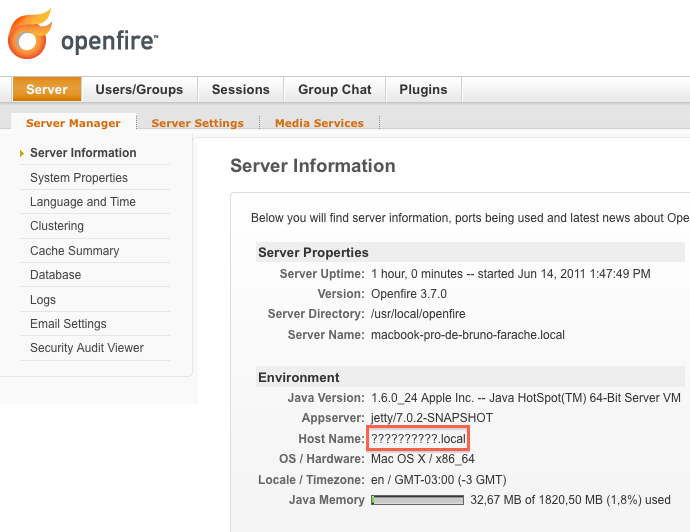 openfire™
Server Users/Groups Sessions Group Chat Plugins
Server Manager Server Settings Media Services
Server Information
System Properties
Language and Time
Clustering
Cache Summary
Database
Logs
Email Settings
Security Audit Viewer
Server Information
Below you will find server information, ports being used and latest news about Ope
Server Properties
Server Uptime: 1 hour, 0 minutes -- started Jun 14, 2011 1:47:49 PM
Version: Openfire 3.7.0
Server Directory: /usr/local/openfire
Server Name: macbook-pro-de-bruno-farache.local
Environment
Java Version: 1.6.0_24 Apple Inc. -- Java HotSpot(TM) 64-Bit Server VM
Appserver: jetty/7.0.2-SNAPSHOT
Host Name: ??????????.local
OS / Hardware: Mac OS X / x86_64
Locale / Timezone: en / GMT-03:00 (-3 GMT)
Java Memory 32,67 MB of 1820,50 MB (1,8%) used